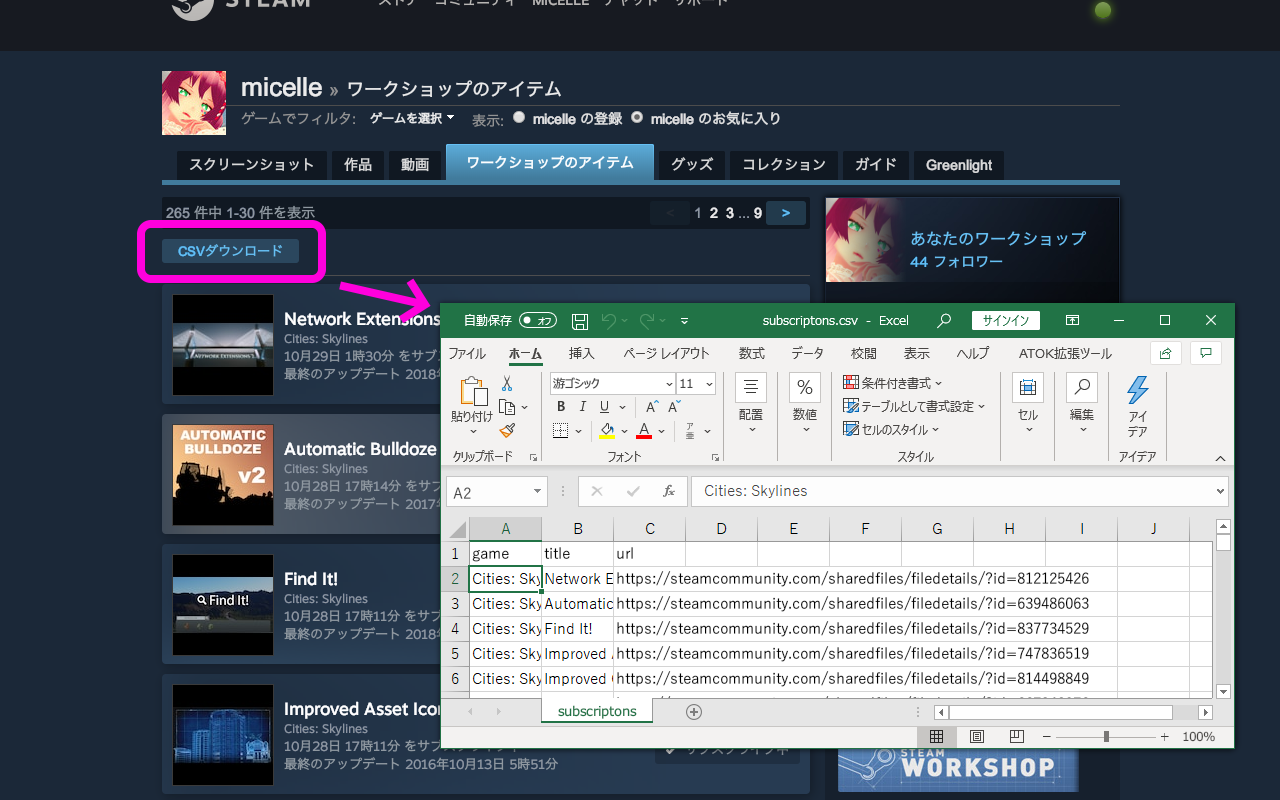 STEAM
ストア コミュニティ MICELLE チャット サポート
micelle » ワークショップのアイテム
ゲームでフィルタ: ゲームを選択 表示: micelle の登録 micelle のお気に入り
スクリーンショット 作品 動画 ワークショップのアイテム グッズ コレクション ガイド Greenlight
265 件中 1-30 件を表示
< 1 2 3 ... 9 >
CSVダウンロード
あなたのワークショップ
44 フォロワー
Network Extensions
Cities: Skylines
10月29日 1時30分 をサブ
最終のアップデート 2018
AUTOMATIC
BULLDOZE
v2
Automatic Bulldoze
Cities: Skylines
10月28日 17時14分 をサ
最終のアップデート 2017
Find It!
Find It!
Cities: Skylines
10月28日 17時11分 をサブ
最終のアップデート 2018
Improved Asset Icon
Cities: Skylines
10月28日 17時11分 をサブスクライブ
最終のアップデート 2016年10月13日 5時51分
サブスクライブ中
STEAM
WORKSHOP
自動保存 オフ subscriptons.csv - Excel サインイン
ファイル ホーム 挿入 ページ レイアウト 数式 データ 校閲 表示 ヘルプ ATOK拡張ツール
貼り付け
クリップボード
游ゴシック 11
B I U A A
A ア亜
フォント
配置
%
数値
条件付き書式
テーブルとして書式設定
セルのスタイル
スタイル
セル
編集
アイ
デア
アイデア
A2 fx Cities: Skylines
A B C D E F G H I J
1 game title url
2 Cities: Sky Network E https://steamcommunity.com/sharedfiles/filedetails/?id=812125426
3 Cities: Sky Automatic https://steamcommunity.com/sharedfiles/filedetails/?id=639486063
4 Cities: Sky Find It! https://steamcommunity.com/sharedfiles/filedetails/?id=837734529
5 Cities: Sky Improved https://steamcommunity.com/sharedfiles/filedetails/?id=747836519
6 Cities: Sky Improved https://steamcommunity.com/sharedfiles/filedetails/?id=814498849
subscriptons
100%